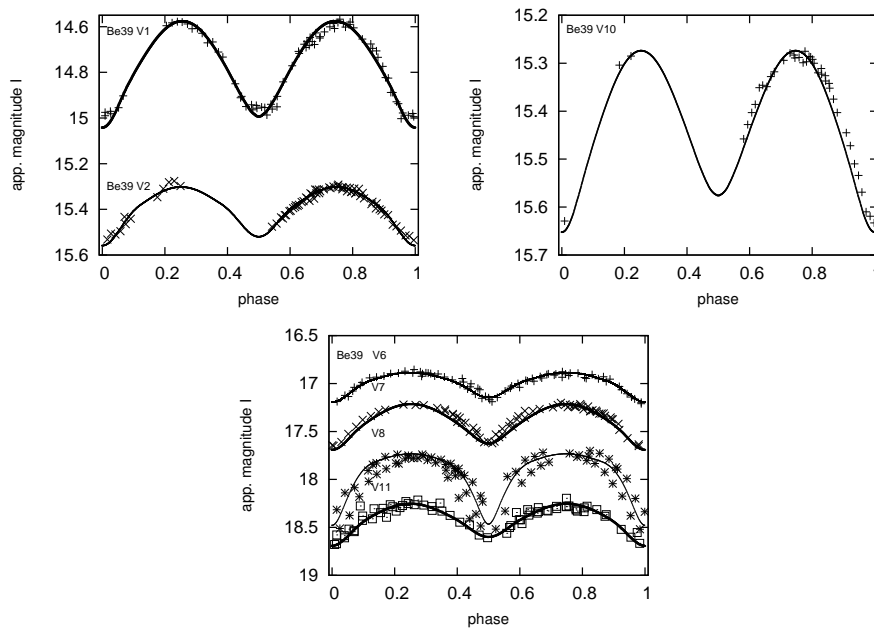 Be39 V1
Be39 V2
14.6
14.8
15
15.2
15.4
15.6
app. magnitude I
0
0.2
0.4
0.6
0.8
1
phase
Be39 V10
15.2
15.3
15.4
15.5
15.6
15.7
app. magnitude I
0
0.2
0.4
0.6
0.8
1
phase
Be39 V6
V7
V8
V11
16.5
17
17.5
18
18.5
19
app. magnitude I
0
0.2
0.4
0.6
0.8
1
phase